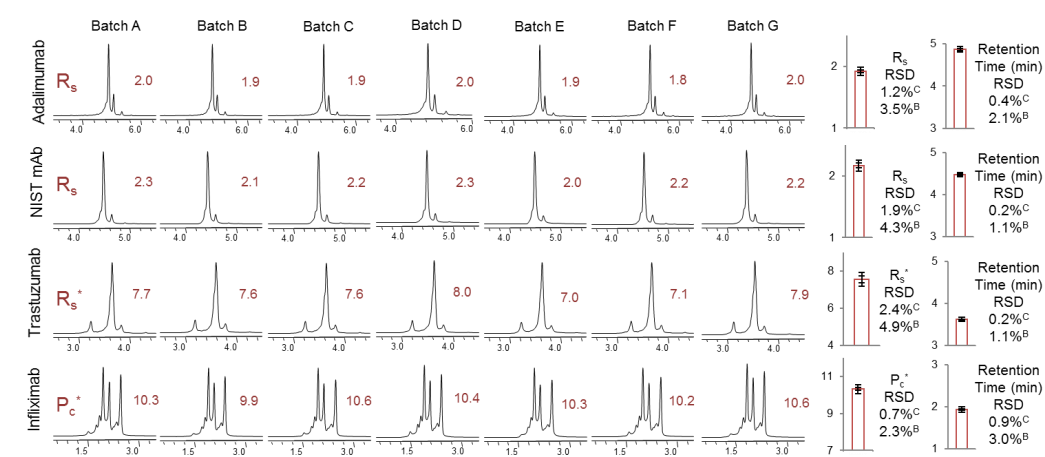 Batch A Batch B Batch C Batch D Batch E Batch F Batch G
Adalimumab
Rs 2.0 1.9 1.9 2.0 1.9 1.8 2.0
4.0 6.0 4.0 6.0 4.0 6.0 4.0 6.0 4.0 6.0 4.0 6.0 4.0 6.0
2
1
Rs
RSD
1.2%C
3.5%B
5
4
3
Retention
Time (min)
RSD
0.4%C
2.1%B
NIST mAb
Rs 2.3 2.1 2.2 2.3 2.0 2.2 2.2
4.0 5.0 4.0 5.0 4.0 5.0 4.0 5.0 4.0 5.0 4.0 5.0 4.0 5.0
2
1
Rs
RSD
1.9%C
4.3%B
5
4
3
Retention
Time (min)
RSD
0.2%C
1.1%B
Trastuzumab
Rs* 7.7 7.6 7.6 8.0 7.0 7.1 7.9
3.0 4.0 3.0 4.0 3.0 4.0 3.0 4.0 3.0 4.0 3.0 4.0 3.0 4.0
8
6
4
Rs*
RSD
2.4%C
4.9%B
5
4
3
Retention
Time (min)
RSD
0.2%C
1.1%B
Infliximab
Pc* 10.3 9.9 10.6 10.4 10.3 10.2 10.6
1.5 3.0 1.5 3.0 1.5 3.0 1.5 3.0 1.5 3.0 1.5 3.0 1.5 3.0
11
9
7
Pc*
RSD
0.7%C
2.3%B
3
2
1
Retention
Time (min)
RSD
0.9%C
3.0%B